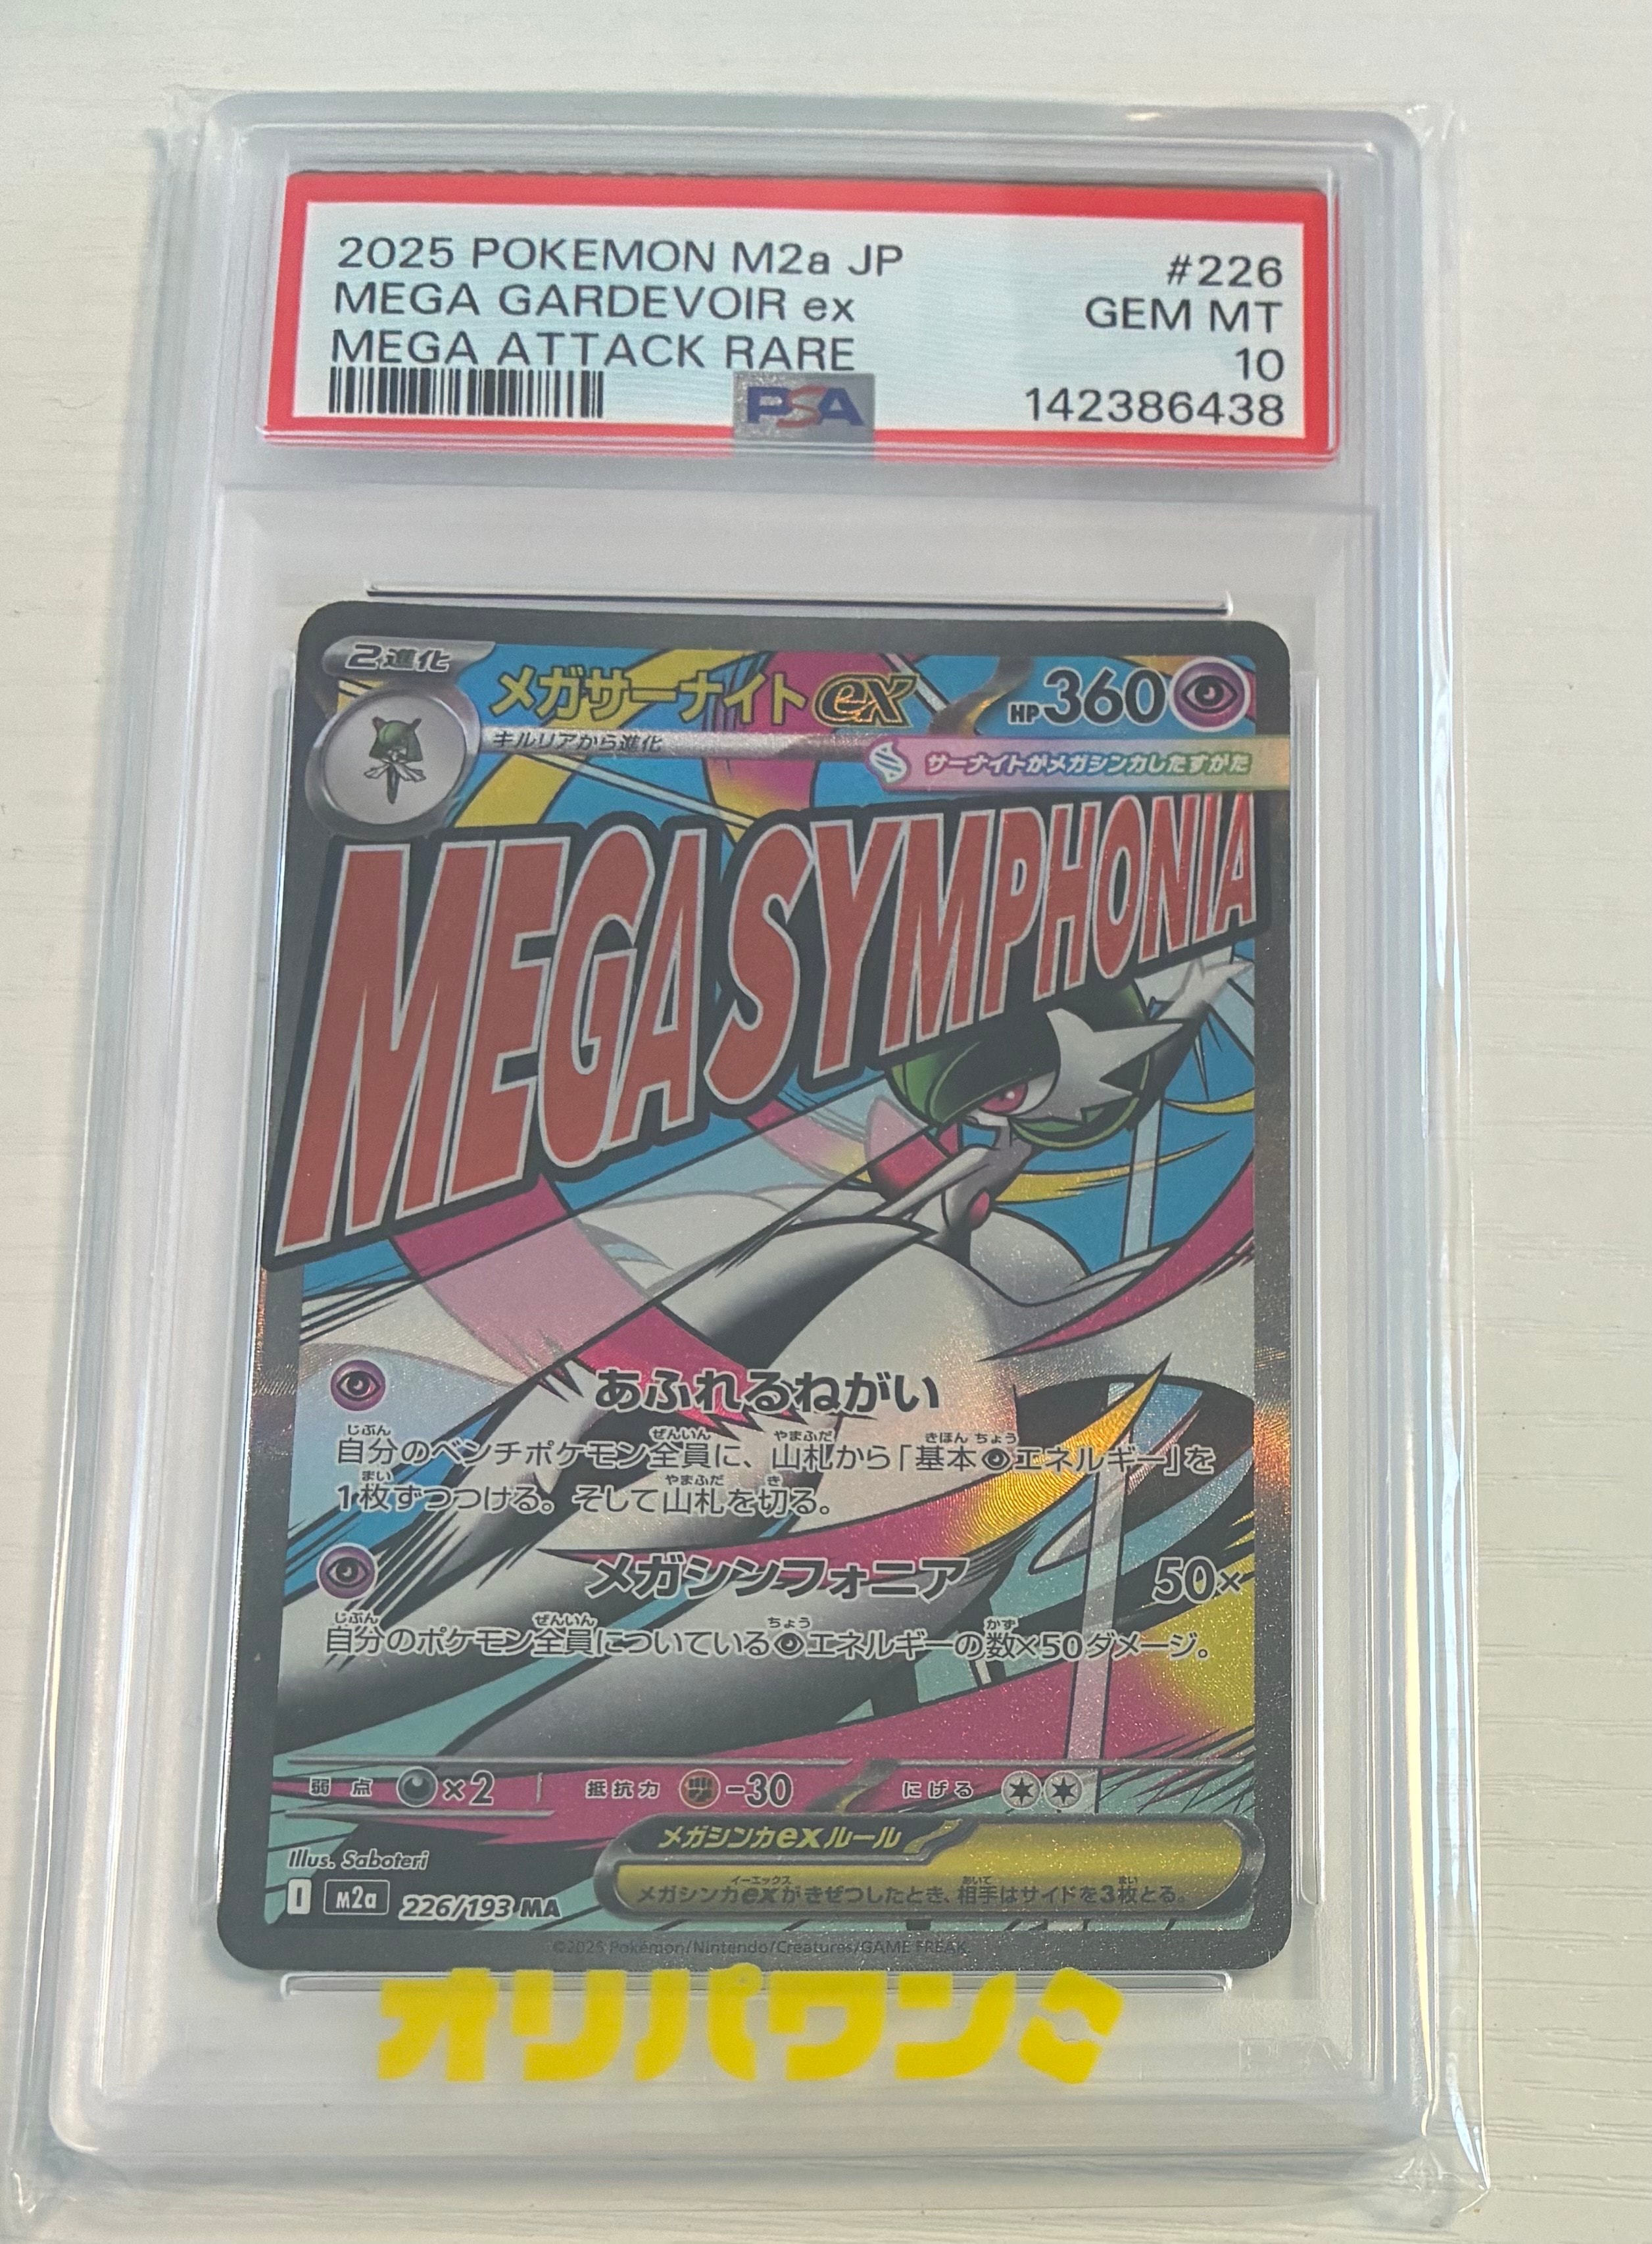 2025 POKEMON M2a JP #226
MEGA GARDEVOIR ex GEM MT
MEGA ATTACK RARE 10
PSA 142386438
2進化
メガサーナイトex HP360
キルリアから進化
サーナイトがメガシンカしたすがた
MEGA SYMPHONIA
あふれるねがい
自分のベンチポケモン全員に、山札から「基本エネルギー」を
1枚ずつつける。そして山札を切る。
メガシンフォニア 50×
自分のポケモン全員についているエネルギーの数×50ダメージ。
弱点 ×2 抵抗力 -30 にげる
メガシンカexルール
メガシンカexがきぜつしたとき、相手はサイドを3枚とる。
Illus. Saboteri
I M2a 226/193 MA
©2025 Pokémon/Nintendo/Creatures/GAME FREAK
オリパワン